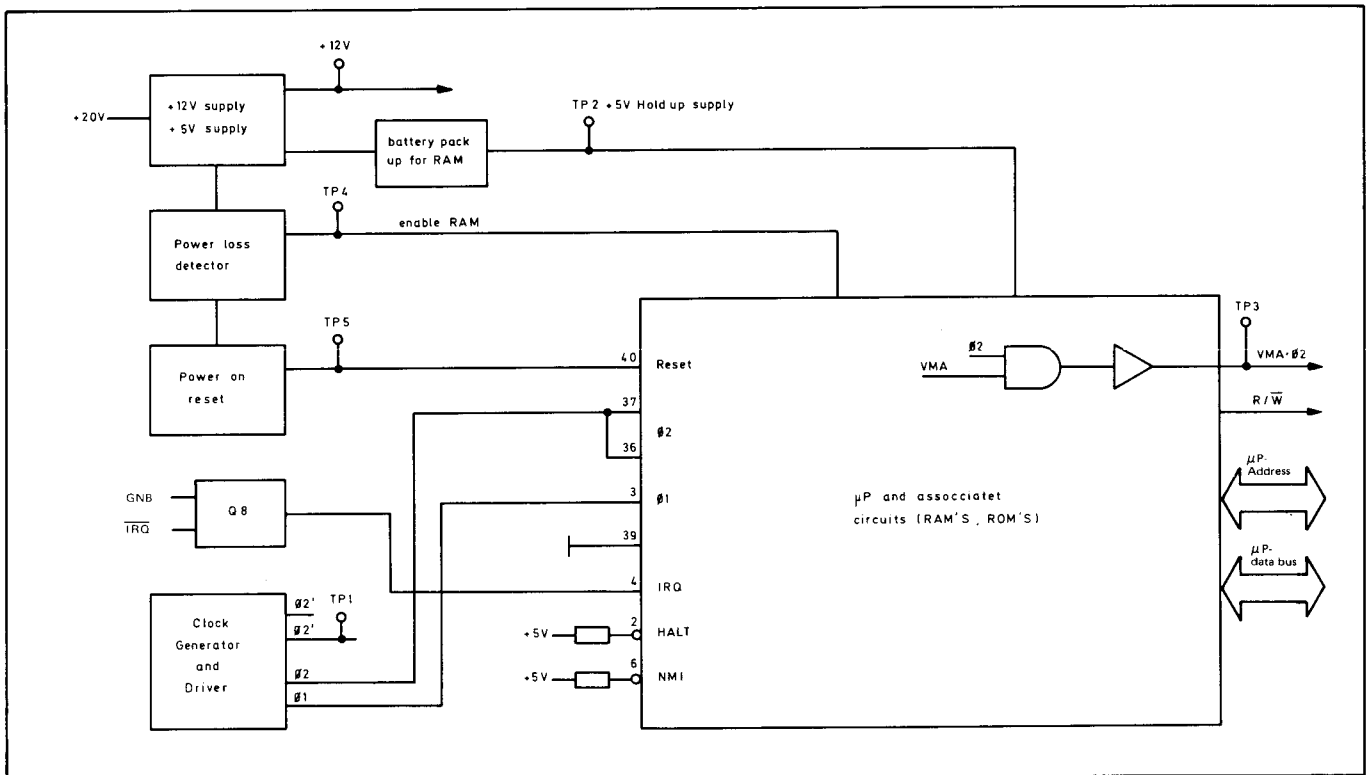 +12V
+20V
+12V supply
+5V supply
battery pack
up for RAM
TP2 +5V Hold up supply
TP4
enable RAM
Power loss
detector
TP5
Power on
reset
40
Reset
37
Ø2
36
3
Ø1
39
4
IRQ
2
+5V
HALT
6
+5V
NMI
GNB
I̅R̅Q̅
Q8
Clock
Generator
and
Driver
Ø2'
TP1
Ø2'
Ø2
Ø1
Ø2
VMA
TP3
VMA·Ø2
R/W̅
µP-
Address
µP-
data bus
µP and assocciatet
circuits (RAM'S, ROM'S)